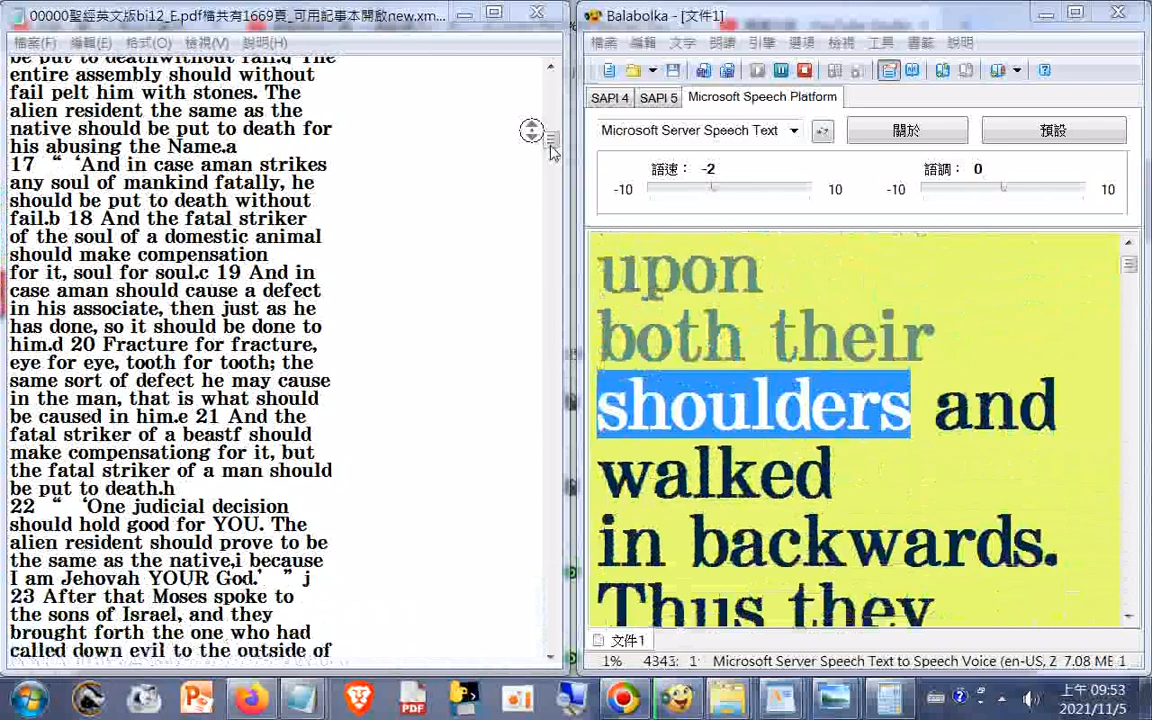 00000聖經英文版bi12_E.pdf檔共有1669頁_可用記事本開啟new.xm...
檔案(F) 編輯(E) 格式(O) 檢視(V) 說明(H)
be put to deathwithout fail.q The
entire assembly should without
fail pelt him with stones. The
alien resident the same as the
native should be put to death for
his abusing the Name.a
17 “ ‘And in case aman strikes
any soul of mankind fatally, he
should be put to death without
fail.b 18 And the fatal striker
of the soul of a domestic animal
should make compensation
for it, soul for soul.c 19 And in
case aman should cause a defect
in his associate, then just as he
has done, so it should be done to
him.d 20 Fracture for fracture,
eye for eye, tooth for tooth; the
same sort of defect he may cause
in the man, that is what should
be caused in him.e 21 And the
fatal striker of a beastf should
make compensationg for it, but
the fatal striker of a man should
be put to death.h
22 “ ‘One judicial decision
should hold good for YOU. The
alien resident should prove to be
the same as the native,i because
I am Jehovah YOUR God.’ ” j
23 After that Moses spoke to
the sons of Israel, and they
brought forth the one who had
called down evil to the outside of
Balabolka - [文件1]
檔案 編輯 文字 朗讀 引擎 選項 檢視 工具 書籤 說明
SAPI 4 SAPI 5 Microsoft Speech Platform
Microsoft Server Speech Text 關於 預設
語速： -2 語調： 0
-10 10 -10 10
upon
both their
shoulders and
walked
in backwards.
Thus they
文件1
1% 4343: 1 Microsoft Server Speech Text to Speech Voice (en-US, Z 7.08 ME 1
PDF
上午 09:53
2021/11/5